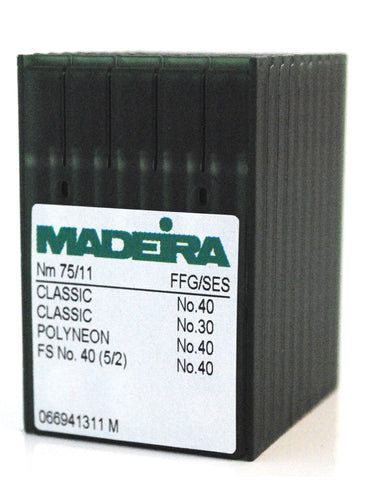 MADEIRA
Nm 75/11 FFG/SES
CLASSIC No.40
CLASSIC No.30
POLYNEON No.40
FS No. 40 (5/2) No.40
066941311 M